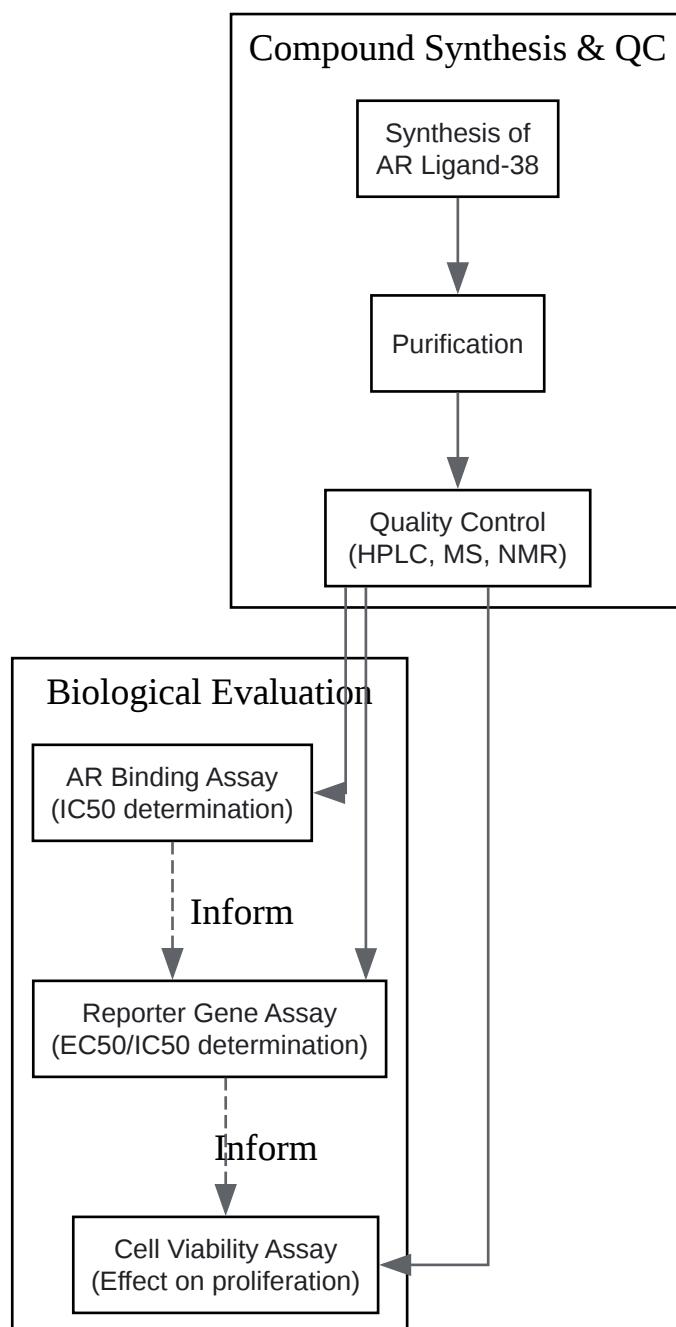 Compound Synthesis & QC
Synthesis of
AR Ligand-38
Purification
Quality Control
(HPLC, MS, NMR)
Biological Evaluation
AR Binding Assay
(IC50 determination)
Inform
Reporter Gene Assay
(EC50/IC50 determination)
Inform
Cell Viability Assay
(Effect on proliferation)